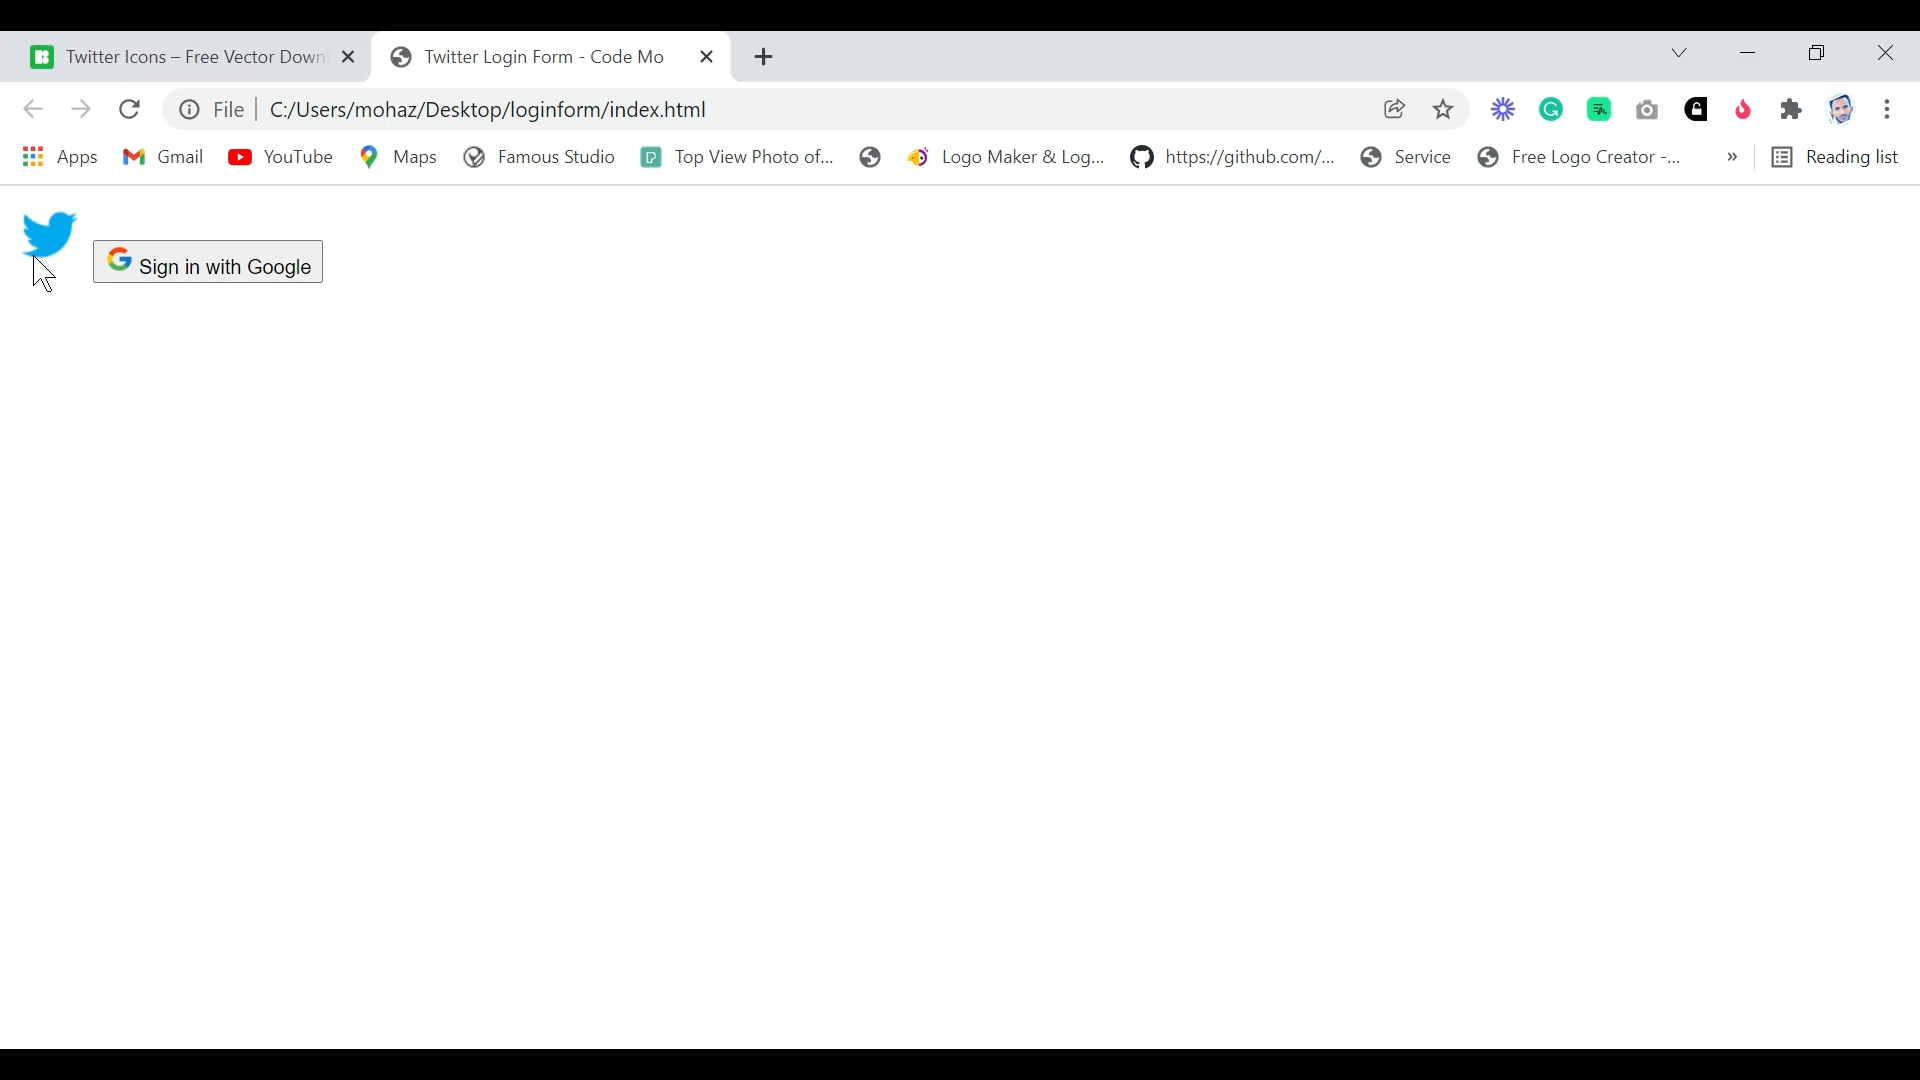 Twitter Icons – Free Vector Down
Twitter Login Form - Code Mo
File
C:/Users/mohaz/Desktop/loginform/index.html
Apps
Gmail
YouTube
Maps
Famous Studio
Top View Photo of...
Logo Maker & Log...
https://github.com/...
Service
Free Logo Creator -...
»
Reading list
Sign in with Google